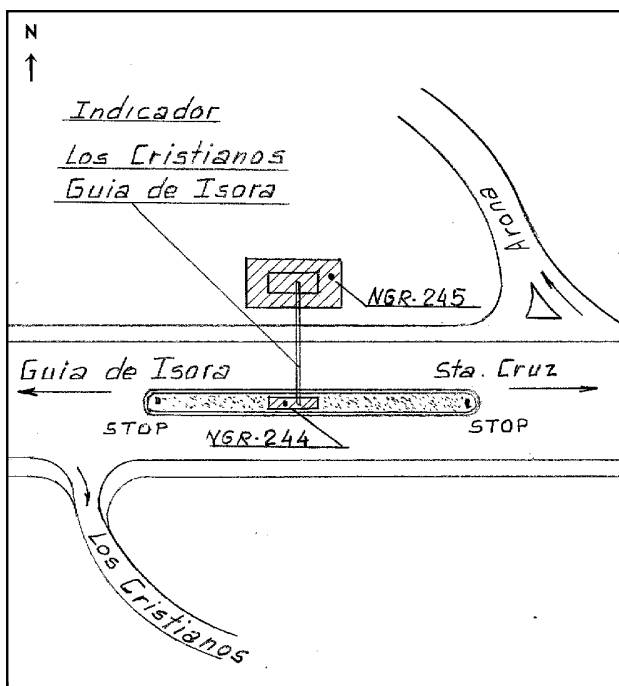 N
Indicador
Los Cristianos
Guia de Isora
Arona
NGR-245
Guia de Isora
Sta. Cruz
STOP
NGR-244
STOP
Los Cristianos